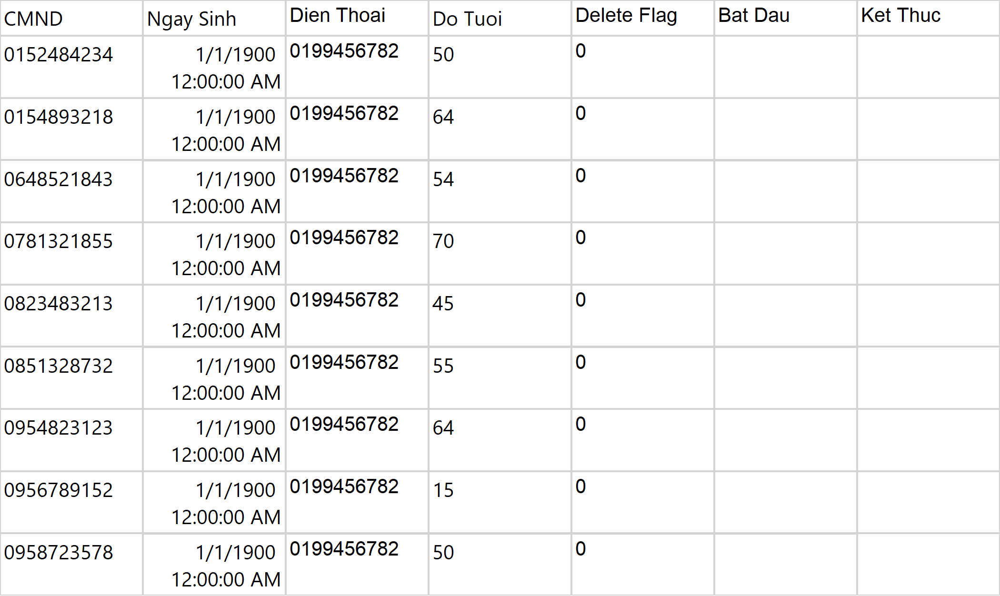 CMND Ngay Sinh Dien Thoai Do Tuoi Delete Flag Bat Dau Ket Thuc
0152484234 1/1/1900 0199456782 50 0
12:00:00 AM
0154893218 1/1/1900 0199456782 64 0
12:00:00 AM
0648521843 1/1/1900 0199456782 54 0
12:00:00 AM
0781321855 1/1/1900 0199456782 70 0
12:00:00 AM
0823483213 1/1/1900 0199456782 45 0
12:00:00 AM
0851328732 1/1/1900 0199456782 55 0
12:00:00 AM
0954823123 1/1/1900 0199456782 64 0
12:00:00 AM
0956789152 1/1/1900 0199456782 15 0
12:00:00 AM
0958723578 1/1/1900 0199456782 50 0
12:00:00 AM